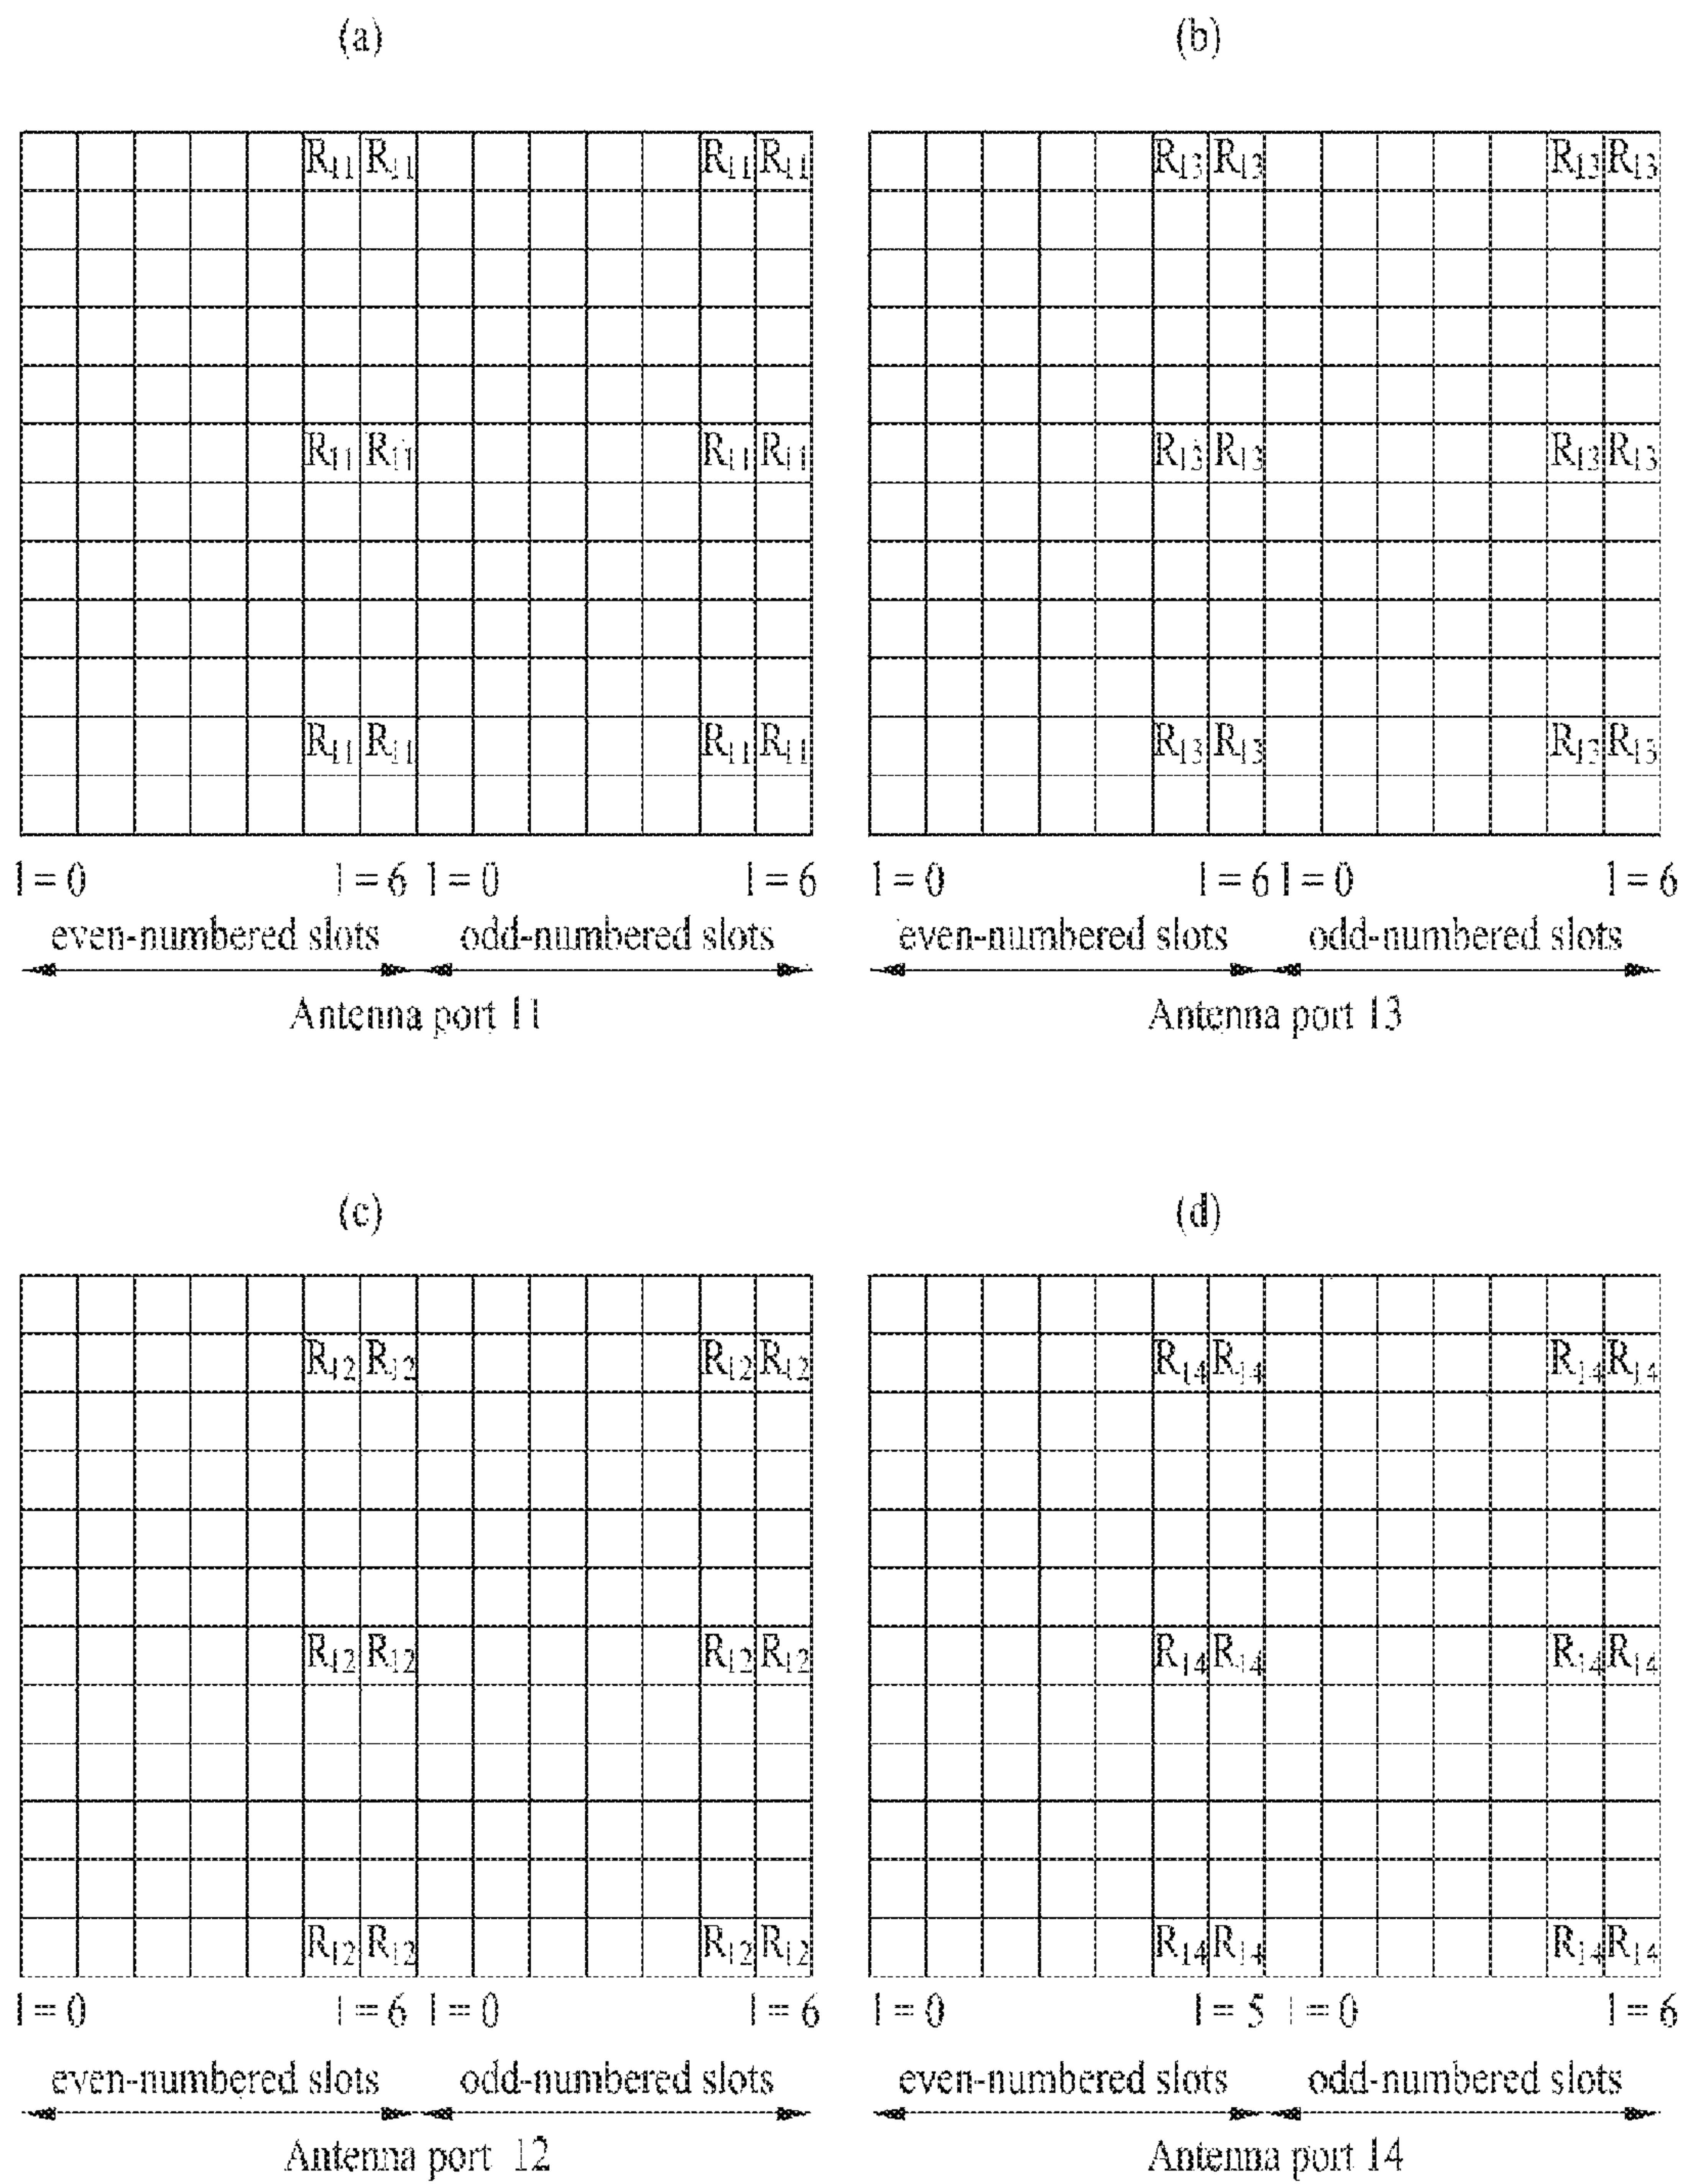 (a) (b)
R11 R11 R11 R11 R13 R13 R13 R13
R11 R11 R11 R11 R13 R13 R13 R13
R11 R11 R11 R11 R13 R13 R13 R13
l = 0 l = 6 l = 0 l = 6 l = 0 l = 6 l = 0 l = 6
even-numbered slots odd-numbered slots even-numbered slots odd-numbered slots
Antenna port 11 Antenna port 13
(c) (d)
R12 R12 R12 R12 R14 R14 R14 R14
R12 R12 R12 R12 R14 R14 R14 R14
R12 R12 R12 R12 R14 R14 R14 R14
l = 0 l = 6 l = 0 l = 6 l = 0 l = 5 l = 0 l = 6
even-numbered slots odd-numbered slots even-numbered slots odd-numbered slots
Antenna port 12 Antenna port 14